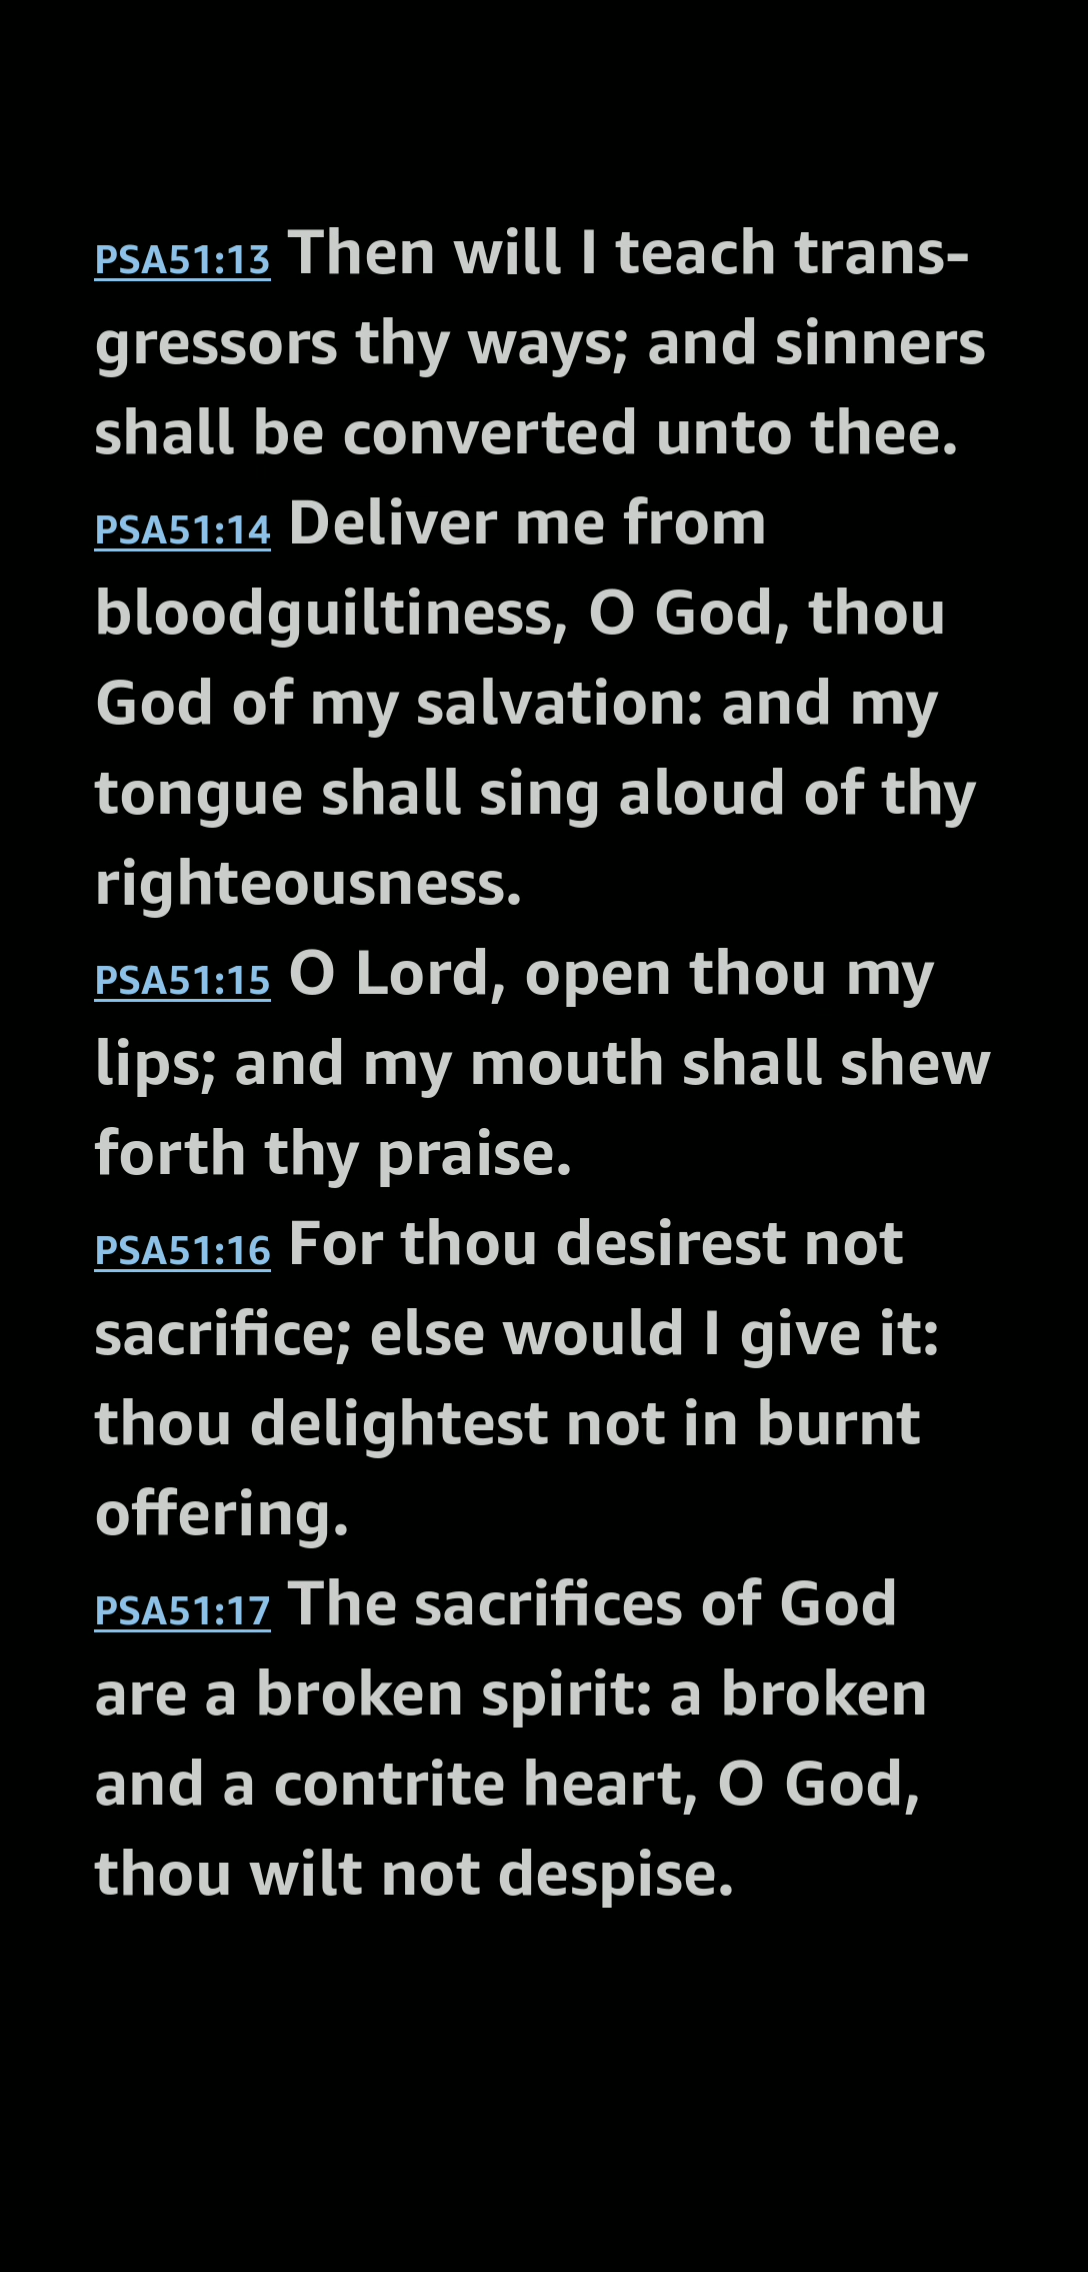 PSA51:13 Then will I teach trans-
gressors thy ways; and sinners
shall be converted unto thee.
PSA51:14 Deliver me from
bloodguiltiness, O God, thou
God of my salvation: and my
tongue shall sing aloud of thy
righteousness.
PSA51:15 O Lord, open thou my
lips; and my mouth shall shew
forth thy praise.
PSA51:16 For thou desirest not
sacrifice; else would I give it:
thou delightest not in burnt
offering.
PSA51:17 The sacrifices of God
are a broken spirit: a broken
and a contrite heart, O God,
thou wilt not despise.